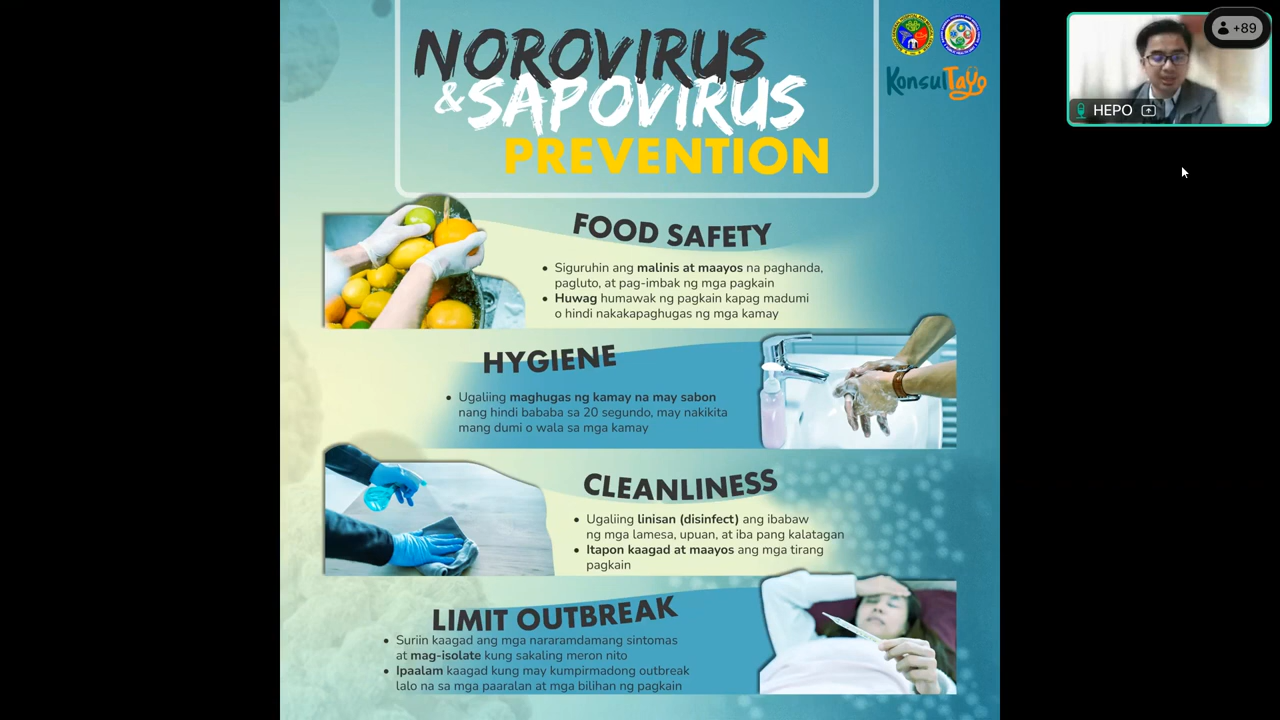 NOROVIRUS
&SAPOVIRUS
PREVENTION
KonsulTayo
+89
HEPO
FOOD SAFETY
• Siguruhin ang malinis at maayos na paghanda,
pagluto, at pag-imbak ng mga pagkain
• Huwag humawak ng pagkain kapag madumi
o hindi nakakapaghugas ng mga kamay
HYGIENE
• Ugaliing maghugas ng kamay na may sabon
nang hindi bababa sa 20 segundo, may nakikita
mang dumi o wala sa mga kamay
CLEANLINESS
• Ugaliing linisan (disinfect) ang ibabaw
ng mga lamesa, upuan, at iba pang kalatagan
• Itapon kaagad at maayos ang mga tirang
pagkain
LIMIT OUTBREAK
• Suriin kaagad ang mga nararamdamang sintomas
at mag-isolate kung sakaling meron nito
• Ipaalam kaagad kung may kumpirmadong outbreak
lalo na sa mga paaralan at mga bilihan ng pagkain